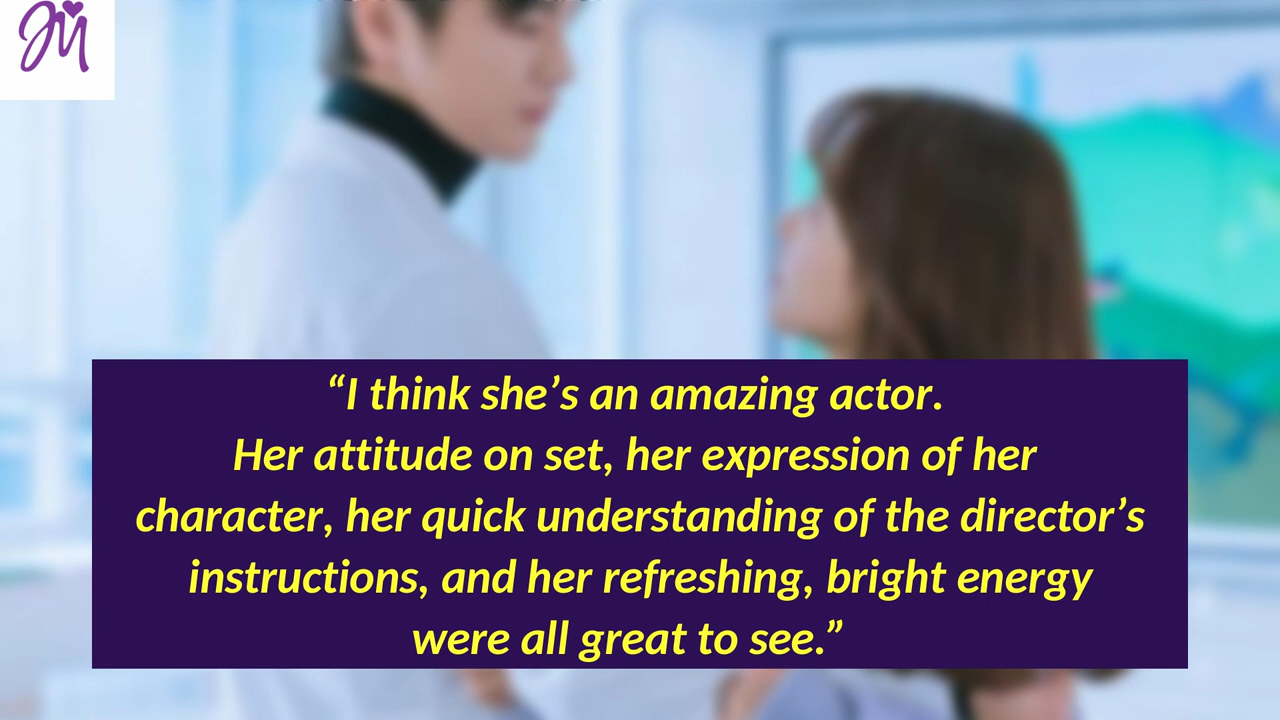 JM
“I think she’s an amazing actor.
Her attitude on set, her expression of her
character, her quick understanding of the director’s
instructions, and her refreshing, bright energy
were all great to see.”